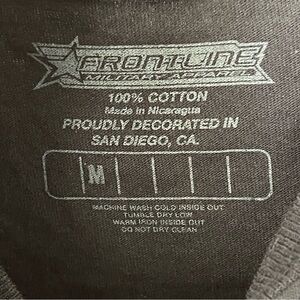 FRONTLINE
MILITARY APPAREL
100% COTTON
Made in Nicaragua
PROUDLY DECORATED IN
SAN DIEGO, CA.
M
MACHINE WASH COLD INSIDE OUT
TUMBLE DRY LOW
WARM IRON INSIDE OUT
DO NOT DRY CLEAN